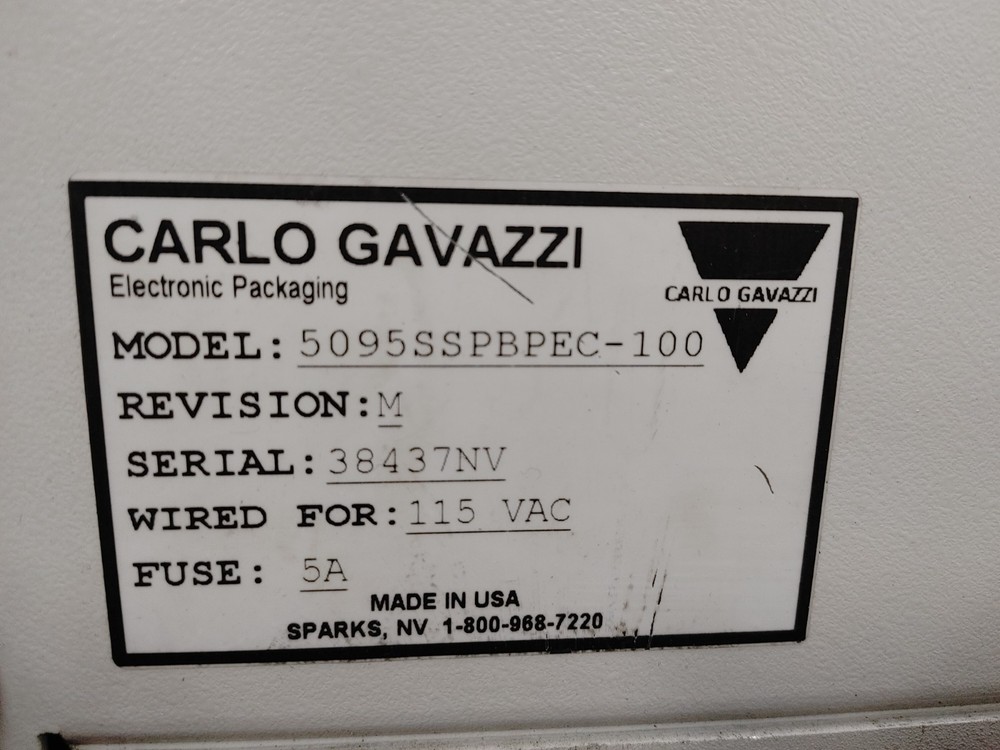 CARLO GAVAZZI
Electronic Packaging
CARLO GAVAZZI
MODEL: 5095SSPBPEC-100
REVISION: M
SERIAL: 38437NV
WIRED FOR: 115 VAC
FUSE: 5A
MADE IN USA
SPARKS, NV 1-800-968-7220